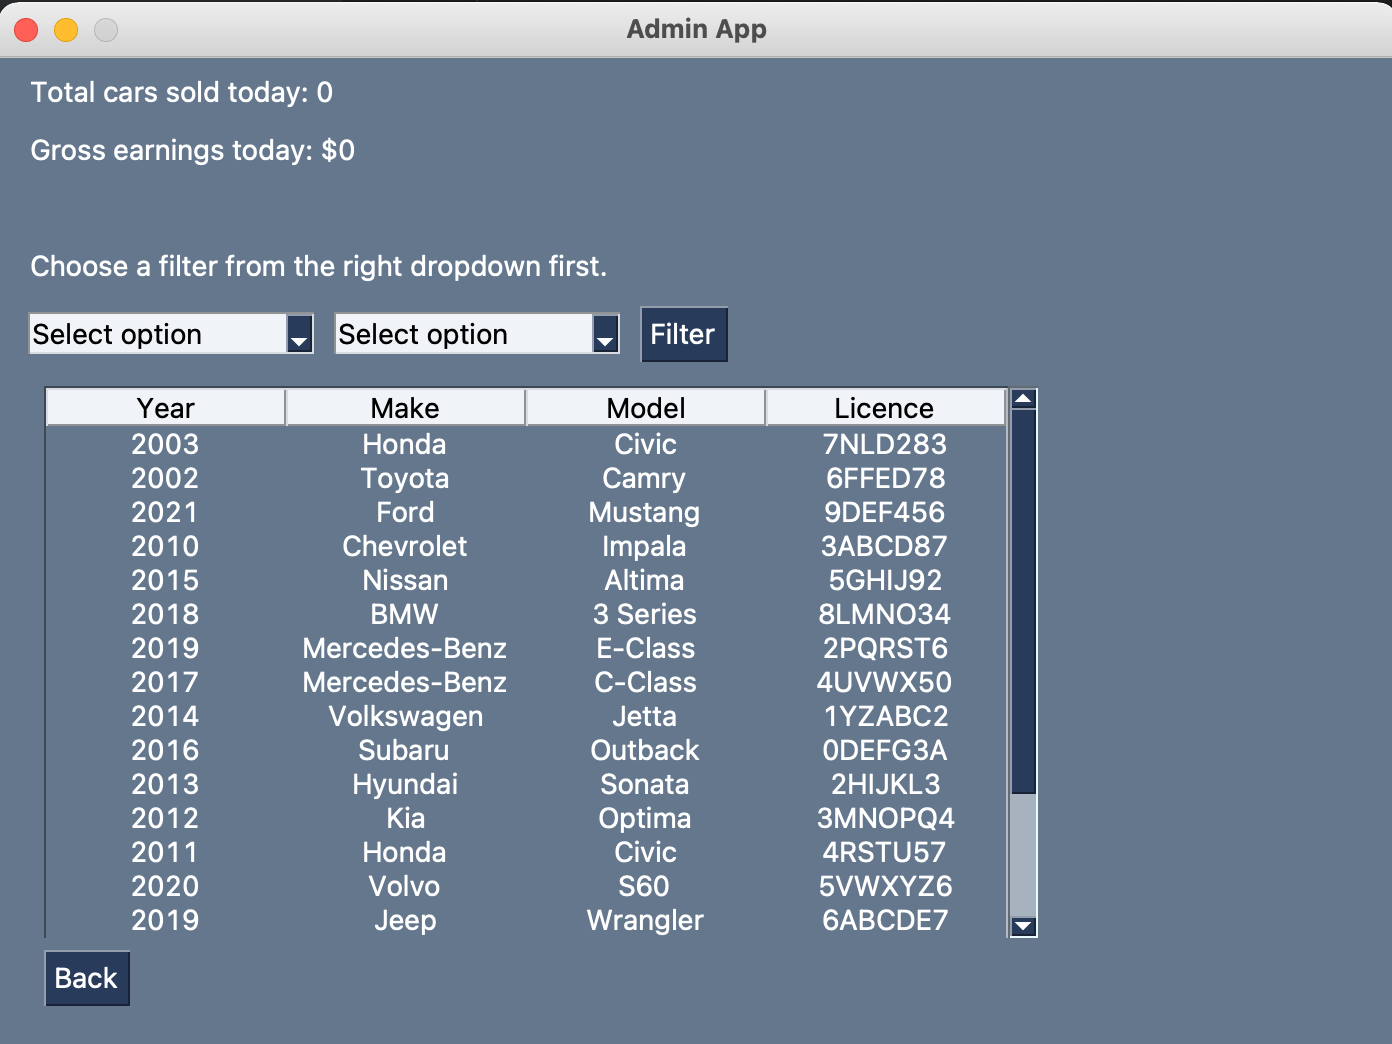 Admin App
Total cars sold today: 0
Gross earnings today: $0
Choose a filter from the right dropdown first.
Select option Select option Filter
Year Make Model Licence
2003 Honda Civic 7NLD283
2002 Toyota Camry 6FFED78
2021 Ford Mustang 9DEF456
2010 Chevrolet Impala 3ABCD87
2015 Nissan Altima 5GHIJ92
2018 BMW 3 Series 8LMNO34
2019 Mercedes-Benz E-Class 2PQRST6
2017 Mercedes-Benz C-Class 4UVWX50
2014 Volkswagen Jetta 1YZABC2
2016 Subaru Outback 0DEFG3A
2013 Hyundai Sonata 2HIJKL3
2012 Kia Optima 3MNOPQ4
2011 Honda Civic 4RSTU57
2020 Volvo S60 5VWXYZ6
2019 Jeep Wrangler 6ABCDE7
Back